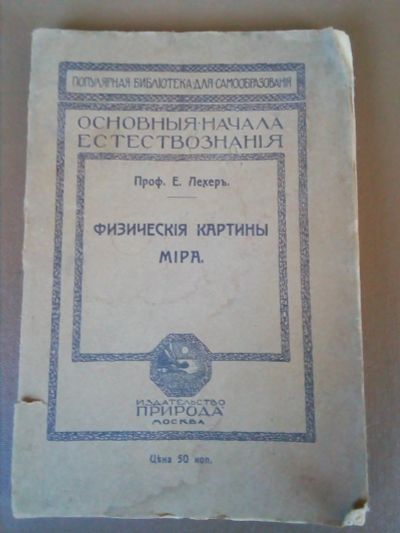 ПОПУЛЯРНАЯ БИБЛІОТЕКА ДЛЯ САМООБРАЗОВАНІЯ
ОСНОВНЫЯ·НАЧАЛА
ЕСТЕСТВОЗНАНІЯ
Проф. Е. Лехеръ.
ФИЗИЧЕСКІЯ КАРТИНЫ
МІРА.
ИЗДАТЕЛЬСТВО
ПРИРОДА
МОСКВА
Цѣна 50 коп.